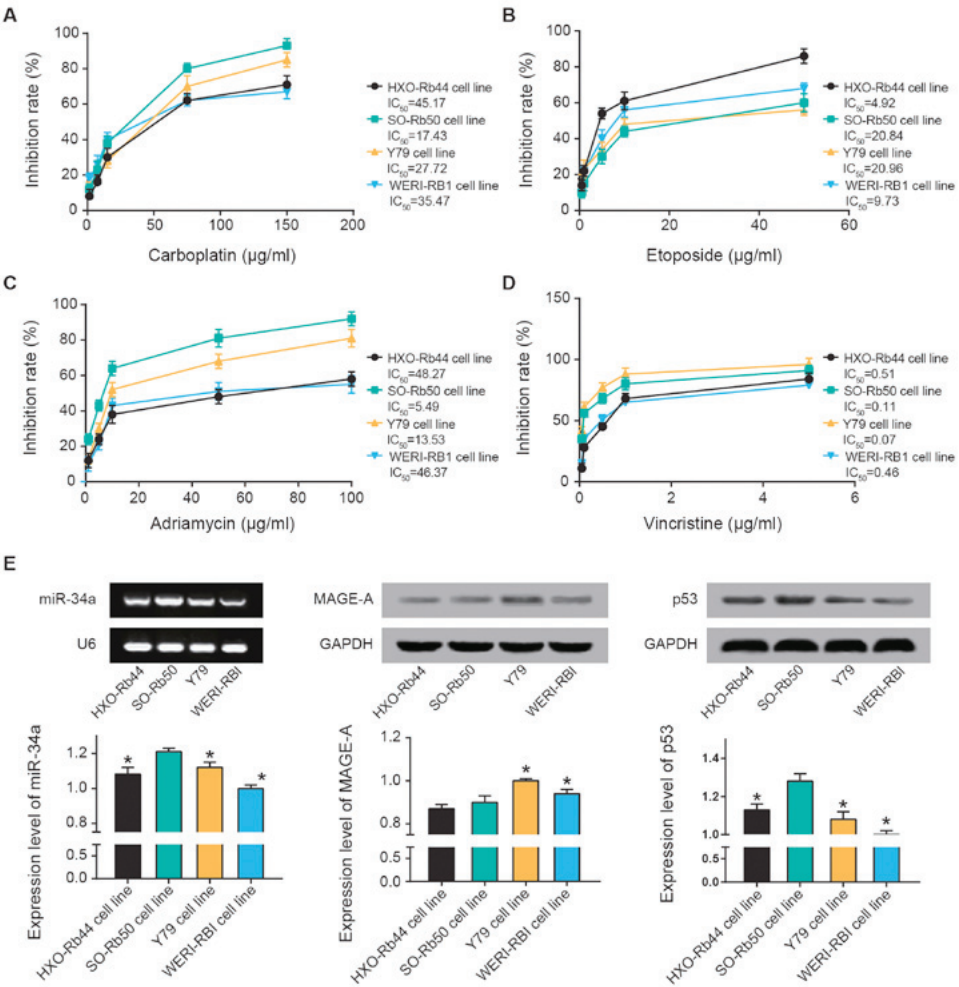 A
Inhibition rate (%)
100
80
60
40
20
0
0 50 100 150 200
Carboplatin (µg/ml)
HXO-Rb44 cell line
IC50=45.17
SO-Rb50 cell line
IC50=17.43
Y79 cell line
IC50=27.72
WERI-RB1 cell line
IC50=35.47
B
Inhibition rate (%)
100
80
60
40
20
0
0 20 40 60
Etoposide (µg/ml)
HXO-Rb44 cell line
IC50=4.92
SO-Rb50 cell line
IC50=20.84
Y79 cell line
IC50=20.96
WERI-RB1 cell line
IC50=9.73
C
Inhibition rate (%)
100
80
60
40
20
0
0 20 40 60 80 100
Adriamycin (µg/ml)
HXO-Rb44 cell line
IC50=48.27
SO-Rb50 cell line
IC50=5.49
Y79 cell line
IC50=13.53
WERI-RB1 cell line
IC50=46.37
D
Inhibition rate (%)
150
100
50
0
0 2 4 6
Vincristine (µg/ml)
HXO-Rb44 cell line
IC50=0.51
SO-Rb50 cell line
IC50=0.11
Y79 cell line
IC50=0.07
WERI-RB1 cell line
IC50=0.46
E
miR-34a
U6
HXO-Rb44
SO-Rb50
Y79
WERI-RBI
MAGE-A
GAPDH
HXO-Rb44
SO-Rb50
Y79
WERI-RBI
p53
GAPDH
HXO-Rb44
SO-Rb50
Y79
WERI-RBI
Expression level of miR-34a
1.2
1.0
0.8
0.5
0.0
* * *
HXO-Rb44 cell line
SO-Rb50 cell line
Y79 cell line
WERI-RBI cell line
Expression level of MAGE-A
1.2
1.0
0.8
0.5
0.0
* *
HXO-Rb44 cell line
SO-Rb50 cell line
Y79 cell line
WERI-RBI cell line
Expression level of p53
1.4
1.2
1.0
0.5
0.0
* * *
HXO-Rb44 cell line
SO-Rb50 cell line
Y79 cell line
WERI-RBI cell line